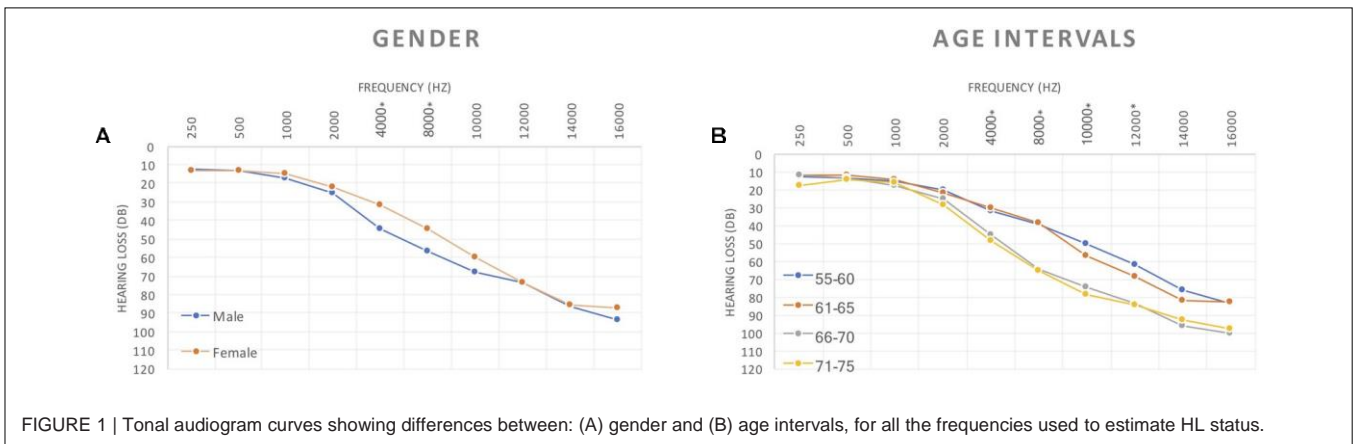 GENDER
FREQUENCY (HZ)
A
250 500 1000 2000 4000* 8000* 10000 12000 14000 16000
HEARING LOSS (DB)
0
10
20
30
40
50
60
70
80
90
100
110
120
Male
Female
AGE INTERVALS
FREQUENCY (HZ)
B
250 500 1000 2000 4000* 8000* 10000* 12000* 14000 16000
HEARING LOSS (DB)
0
10
20
30
40
50
60
70
80
90
100
110
120
55-60
61-65
66-70
71-75
FIGURE 1 | Tonal audiogram curves showing differences between: (A) gender and (B) age intervals, for all the frequencies used to estimate HL status.